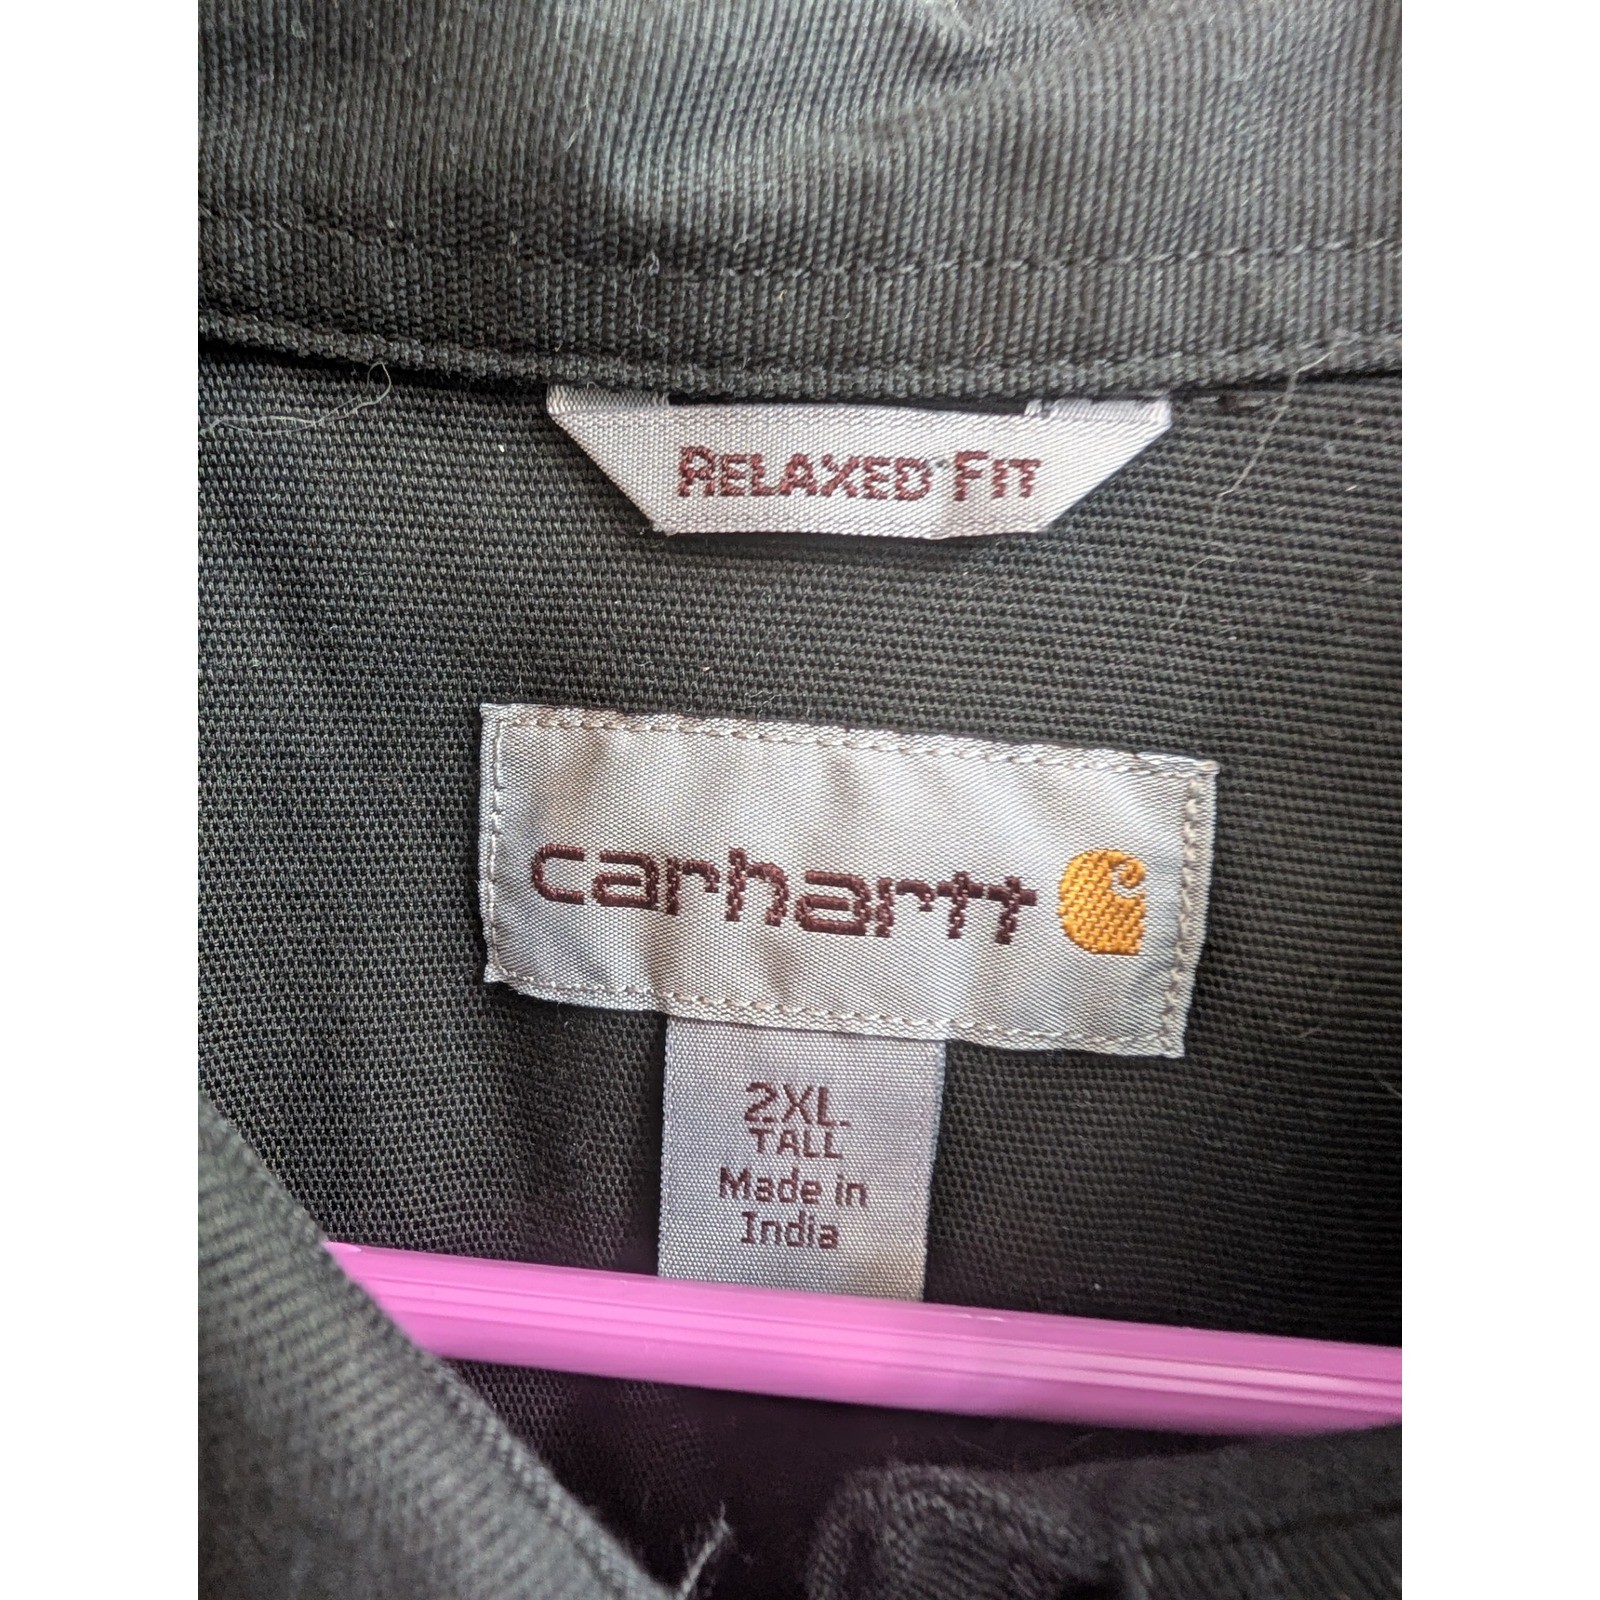 RELAXED FIT
carhartt
2XL
TALL
Made in
India